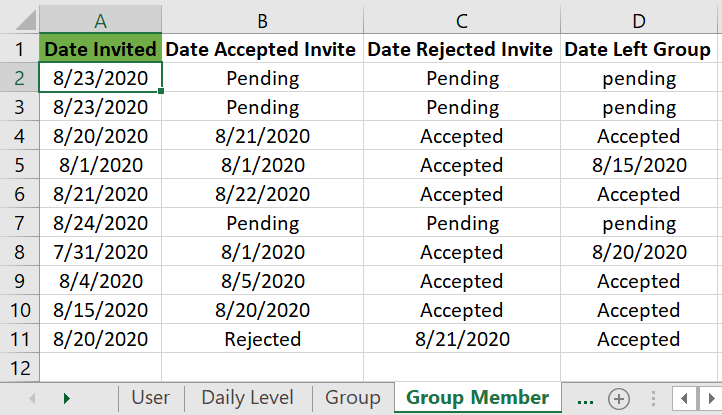 A B C D
1 Date Invited Date Accepted Invite Date Rejected Invite Date Left Group
2 8/23/2020 Pending Pending pending
3 8/23/2020 Pending Pending pending
4 8/20/2020 8/21/2020 Accepted Accepted
5 8/1/2020 8/1/2020 Accepted 8/15/2020
6 8/21/2020 8/22/2020 Accepted Accepted
7 8/24/2020 Pending Pending pending
8 7/31/2020 8/1/2020 Accepted 8/20/2020
9 8/4/2020 8/5/2020 Accepted Accepted
10 8/15/2020 8/20/2020 Accepted Accepted
11 8/20/2020 Rejected 8/21/2020 Accepted
12
User Daily Level Group Group Member ...